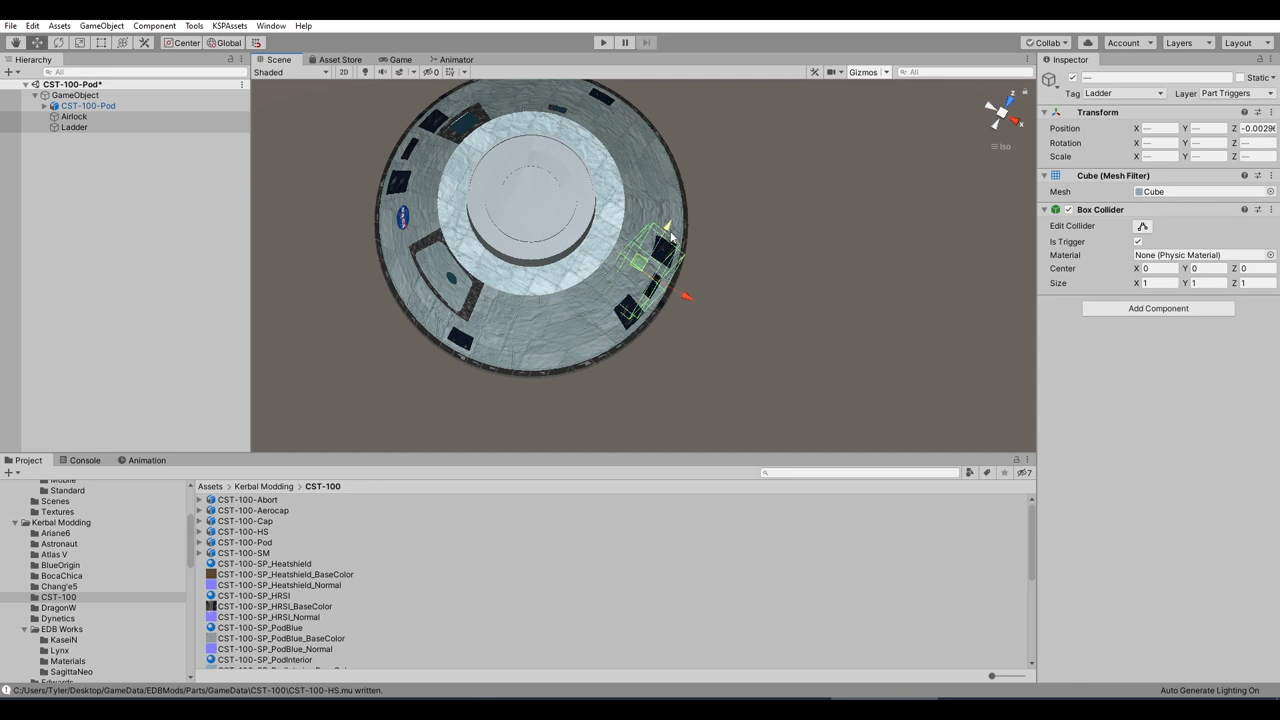 File Edit Assets GameObject Component Tools KSPAssets Window Help
Center Global Collab Account Layers Layout
Hierarchy Scene Asset Store Game Animator Inspector
All Shaded 2D 0 Gizmos All — Static
Tag Ladder Layer Part Triggers
CST-100-Pod*
GameObject
CST-100-Pod
Airlock
Ladder
Z
X
Iso
Transform
Position X — Y — Z -0.0029
Rotation X — Y — Z —
Scale X — Y — Z —
Cube (Mesh Filter)
Mesh Cube
Box Collider
Edit Collider
Is Trigger
Material None (Physic Material)
Center X 0 Y 0 Z 0
Size X 1 Y 1 Z 1
Add Component
Project Console Animation
7
Mobile
Standard
Scenes
Textures
Kerbal Modding
Ariane6
Astronaut
Atlas V
BlueOrigin
BocaChica
Chang'e5
CST-100
DragonW
Dynetics
EDB Works
KaseiN
Lynx
Materials
SagittaNeo
Edwards
Assets Kerbal Modding CST-100
CST-100-Abort
CST-100-Aerocap
CST-100-Cap
CST-100-HS
CST-100-Pod
CST-100-SM
CST-100-SP_Heatshield
CST-100-SP_Heatshield_BaseColor
CST-100-SP_Heatshield_Normal
CST-100-SP_HRSI
CST-100-SP_HRSI_BaseColor
CST-100-SP_HRSI_Normal
CST-100-SP_PodBlue
CST-100-SP_PodBlue_BaseColor
CST-100-SP_PodBlue_Normal
CST-100-SP_PodInterior
C:/Users/Tyler/Desktop/GameData/EDBMods/Parts/GameData\CST-100\CST-100-HS.mu written.
Auto Generate Lighting On